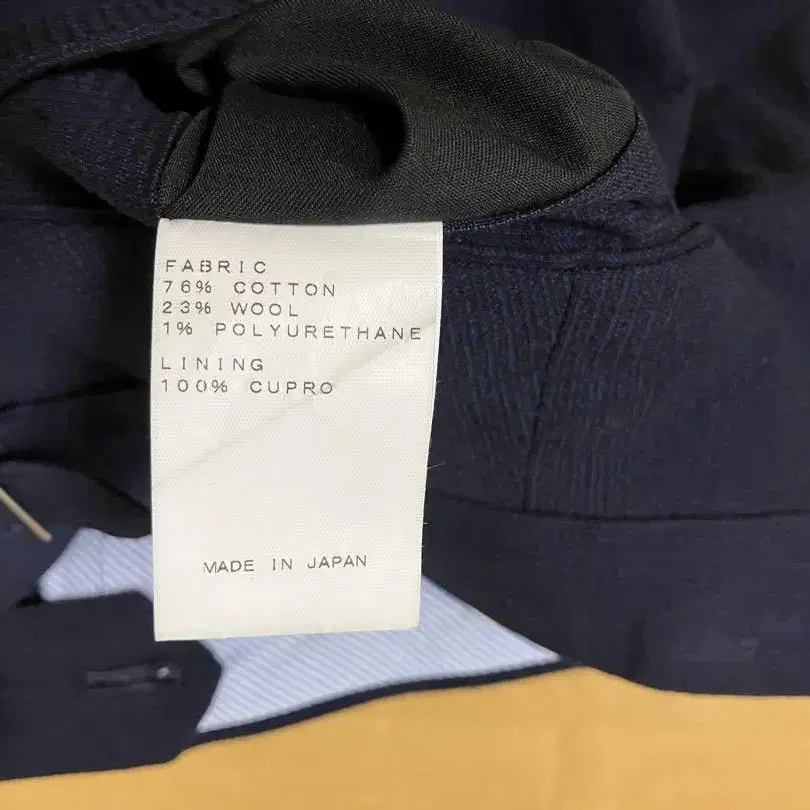 FABRIC
76% COTTON
23% WOOL
1% POLYURETHANE
LINING
100% CUPRO
MADE IN JAPAN